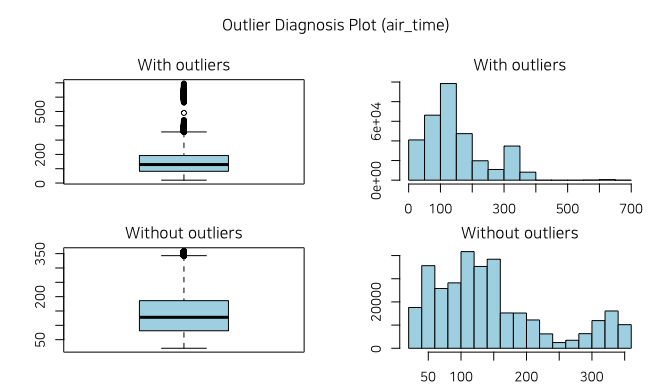 Outlier Diagnosis Plot (air_time)
With outliers
0 200 500
With outliers
0e+00 6e+04
0 100 300 500 700
Without outliers
50 200 350
Without outliers
0 20000
50 100 200 300